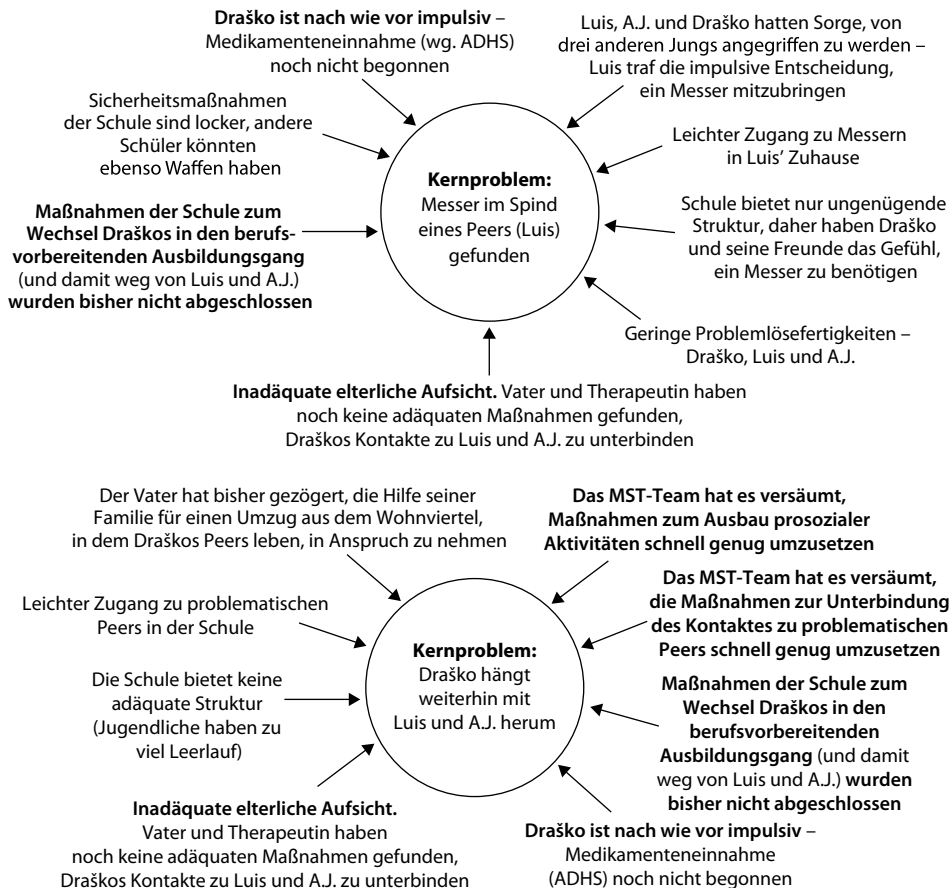 Draško ist nach wie vor impulsiv –
Medikamenteneinnahme (wg. ADHS)
noch nicht begonnen
Luis, A.J. und Draško hatten Sorge, von
drei anderen Jungs angegriffen zu werden –
Luis traf die impulsive Entscheidung,
ein Messer mitzubringen
Sicherheitsmaßnahmen
der Schule sind locker, andere
Schüler könnten
ebenso Waffen haben
Leichter Zugang zu Messern
in Luis’ Zuhause
Kernproblem:
Messer im Spind
eines Peers (Luis)
gefunden
Maßnahmen der Schule zum
Wechsel Draškos in den berufs-
vorbereitenden Ausbildungsgang
(und damit weg von Luis und A.J.)
wurden bisher nicht abgeschlossen
Schule bietet nur ungenügende
Struktur, daher haben Draško
und seine Freunde das Gefühl,
ein Messer zu benötigen
Geringe Problemlösefertigkeiten –
Draško, Luis und A.J.
Inadäquate elterliche Aufsicht. Vater und Therapeutin haben
noch keine adäquaten Maßnahmen gefunden,
Draškos Kontakte zu Luis und A.J. zu unterbinden
Der Vater hat bisher gezögert, die Hilfe seiner
Familie für einen Umzug aus dem Wohnviertel,
in dem Draškos Peers leben, in Anspruch zu nehmen
Das MST-Team hat es versäumt,
Maßnahmen zum Ausbau prosozialer
Aktivitäten schnell genug umzusetzen
Leichter Zugang zu problematischen
Peers in der Schule
Das MST-Team hat es versäumt,
die Maßnahmen zur Unterbindung
des Kontaktes zu problematischen
Peers schnell genug umzusetzen
Kernproblem:
Draško hängt
weiterhin mit
Luis und A.J. herum
Die Schule bietet keine
adäquate Struktur
(Jugendliche haben zu
viel Leerlauf)
Maßnahmen der Schule zum
Wechsel Draškos in den
berufsvorbereitenden
Ausbildungsgang (und damit
weg von Luis und A.J.) wurden
bisher nicht abgeschlossen
Inadäquate elterliche Aufsicht.
Vater und Therapeutin haben
noch keine adäquaten Maßnahmen gefunden,
Draškos Kontakte zu Luis und A.J. zu unterbinden
Draško ist nach wie vor impulsiv –
Medikamenteneinnahme
(ADHS) noch nicht begonnen